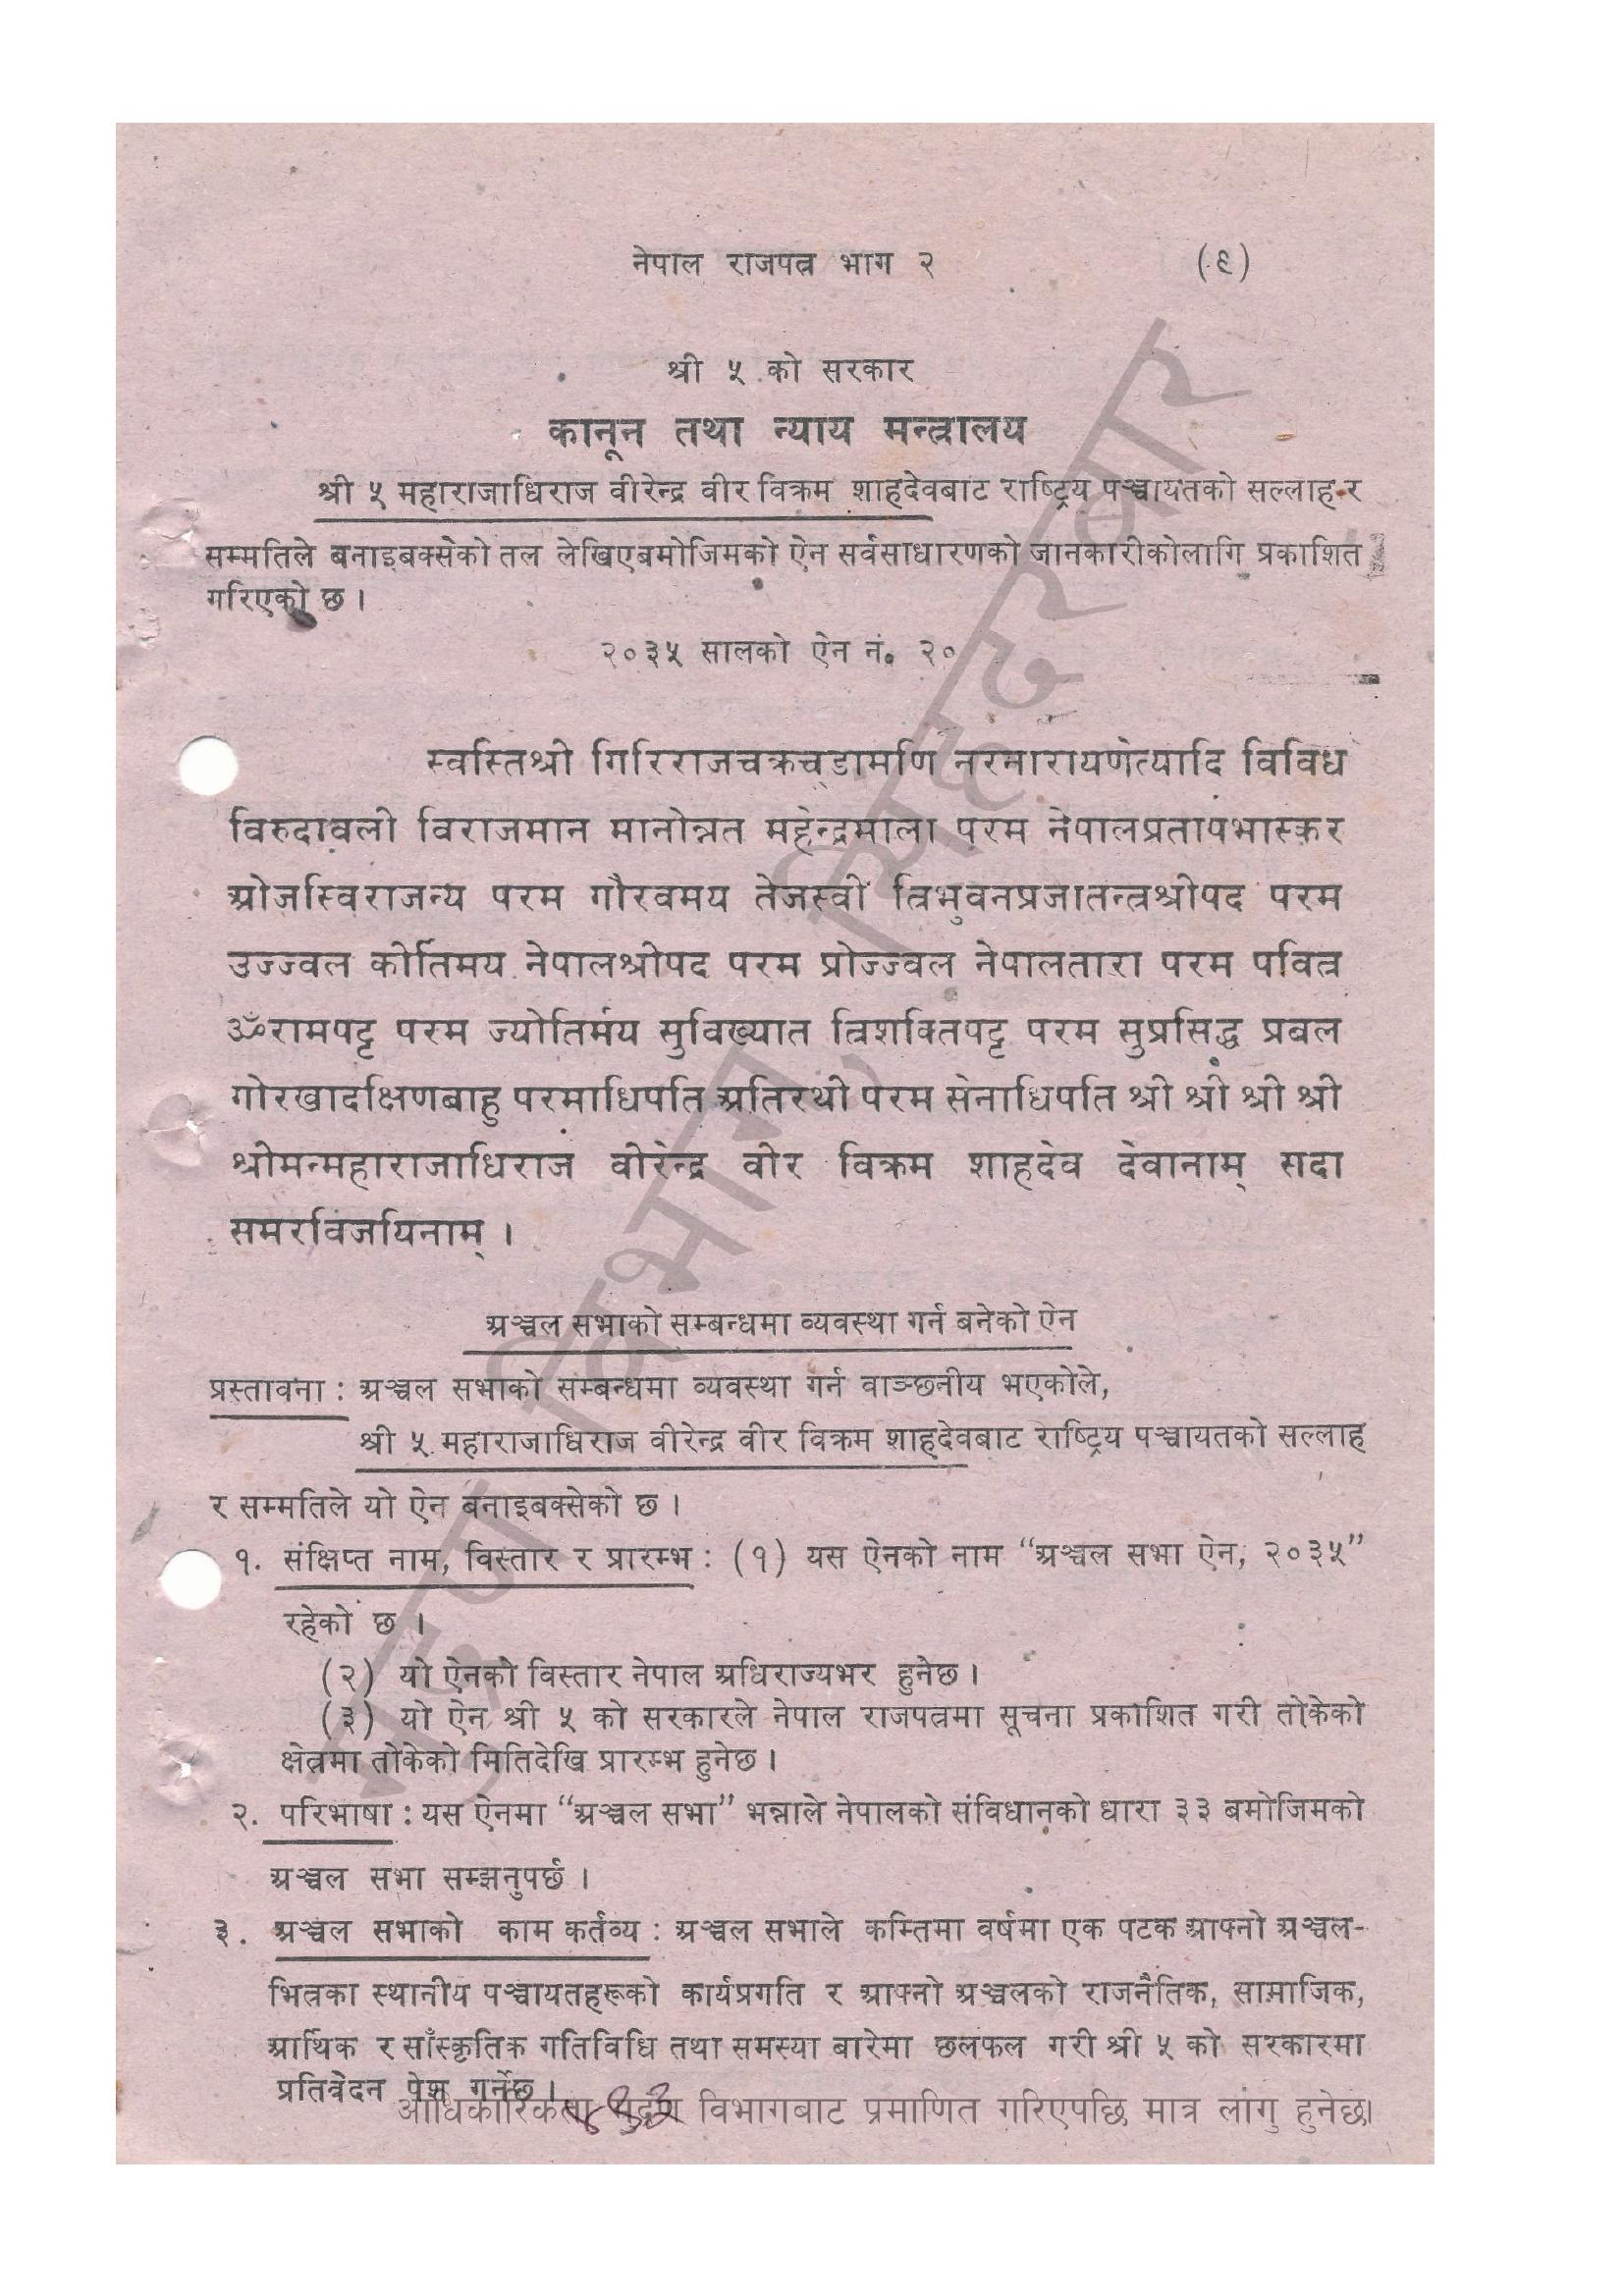 नेपाल राजपत्र भाग २ (९)
श्री ५ को सरकार
कानून तथा न्याय मन्त्रालय
श्री ५ महाराजाधिराज वीरेन्द्र वीर विक्रम शाहदेवबाट राष्ट्रिय पञ्चायतको सल्लाह र
सम्मतिले बनाइबक्सेको तल लेखिएबमोजिमको ऐन सर्वसाधारणको जानकारीकोलागि प्रकाशित
गरिएको छ ।
२०३५ सालको ऐन नं. २०
स्वस्तिश्री गिरिराजचक्रचूडामणि नरनारायणेत्यादि विविध
विरुदावली विराजमान मानोन्नत महेन्द्रमाला परम नेपालप्रतापभास्कर
ओजस्विराजन्य परम गौरवमय तेजस्वी त्रिभुवनप्रजातन्त्रश्रीपद परम
उज्ज्वल कीर्तिमय नेपालश्रीपद परम प्रोज्ज्वल नेपालतारा परम पवित्र
ॐरामपट्ट परम ज्योतिर्मय सुविख्यात त्रिशक्तिपट्ट परम सुप्रसिद्ध प्रबल
गोरखादक्षिणबाहु परमाधिपति अतिरथी परम सेनाधिपति श्री श्री श्री श्री
श्रीमन्महाराजाधिराज वीरेन्द्र वीर विक्रम शाहदेव देवानाम् सदा
समरविजयिनाम् ।
अञ्चल सभाको सम्बन्धमा व्यवस्था गर्न बनेको ऐन
प्रस्तावना : अञ्चल सभाको सम्बन्धमा व्यवस्था गर्न वाञ्छनीय भएकोले,
श्री ५ महाराजाधिराज वीरेन्द्र वीर विक्रम शाहदेवबाट राष्ट्रिय पञ्चायतको सल्लाह
र सम्मतिले यो ऐन बनाइबक्सेको छ ।
१. संक्षिप्त नाम, विस्तार र प्रारम्भ : (१) यस ऐनको नाम “अञ्चल सभा ऐन, २०३५”
रहेको छ ।
(२) यो ऐनको विस्तार नेपाल अधिराज्यभर हुनेछ ।
(३) यो ऐन श्री ५ को सरकारले नेपाल राजपत्रमा सूचना प्रकाशित गरी तोकेको
क्षेत्रमा तोकेको मितिदेखि प्रारम्भ हुनेछ ।
२. परिभाषा : यस ऐनमा “अञ्चल सभा” भन्नाले नेपालको संविधानको धारा ३३ बमोजिमको
अञ्चल सभा सम्झनुपर्छ ।
३. अञ्चल सभाको काम कर्तव्य : अञ्चल सभाले कम्तिमा वर्षमा एक पटक आफ्नो अञ्चल-
भित्रका स्थानीय पञ्चायतहरूको कार्यप्रगति र आफ्नो अञ्चलको राजनैतिक, सामाजिक,
आर्थिक र साँस्कृतिक गतिविधि तथा समस्या बारेमा छलफल गरी श्री ५ को सरकारमा
प्रतिवेदन पेश गर्नेछ ।
आधिकारिकता मुद्रण विभागबाट प्रमाणित गरिएपछि मात्र लागु हुनेछ।
मुद्रण विभाग, सिंहदरबार